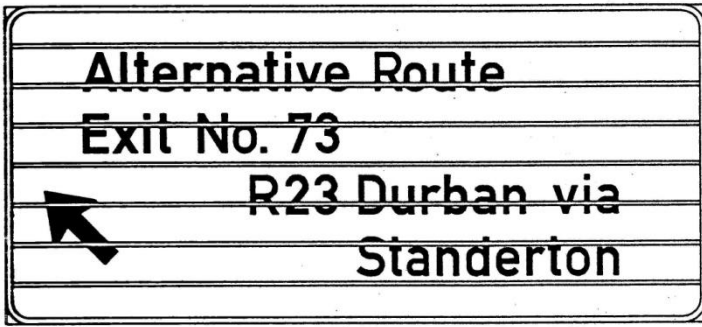 Alternative Route
Exit No. 73
R23 Durban via
Standerton